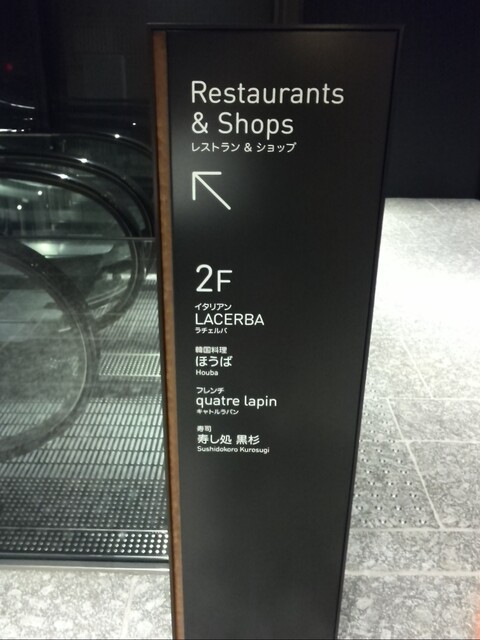 Restaurants
& Shops
レストラン & ショップ
2F
イタリアン
LACERBA
ラチェルバ
韓国料理
ほうば
Houba
フレンチ
quatre lapin
キャトルラパン
寿司
寿し処 黒杉
Sushidokoro Kurosugi